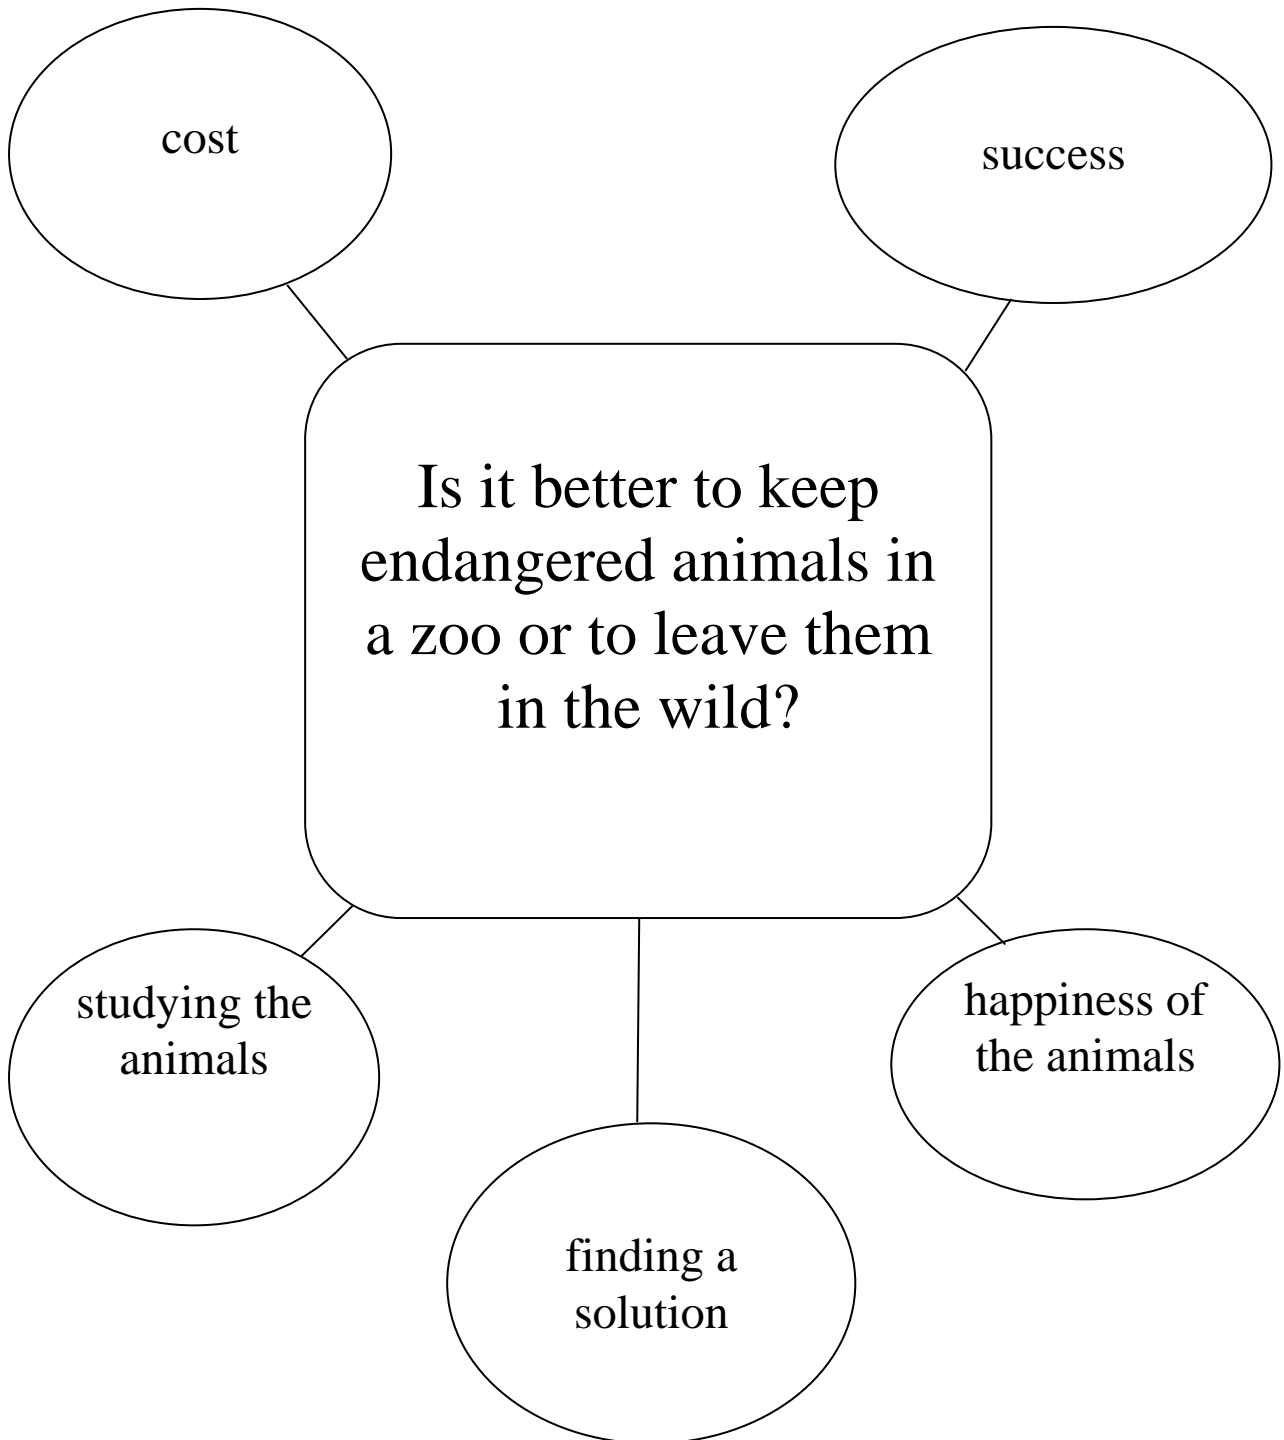 cost
success
Is it better to keep
endangered animals in
a zoo or to leave them
in the wild?
studying the
animals
happiness of
the animals
finding a
solution